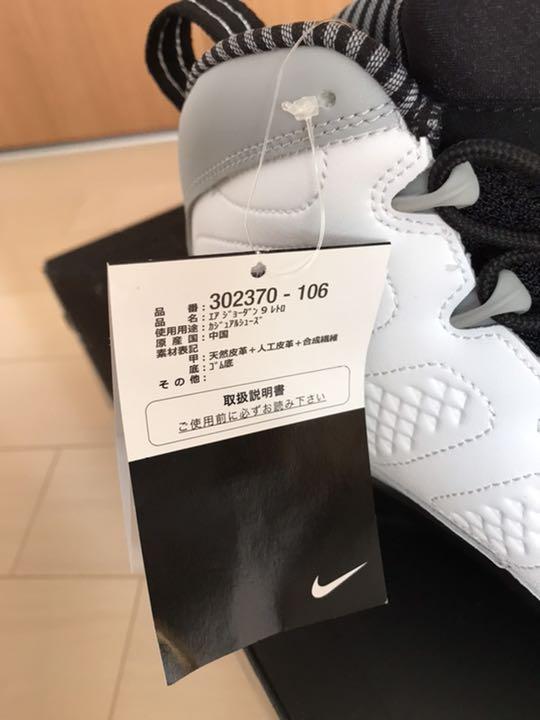 品 番 : 302370 - 106
品 名 : ｴｱ ｼﾞｮｰﾀﾞﾝ 9 ﾚﾄﾛ
使用用途 : ｶｼﾞｭｱﾙｼｭｰｽﾞ
原 産 国 : 中国
素材表記
甲 : 天然皮革＋人工皮革＋合成繊維
底 : ｺﾞﾑ底
そ の 他 :
取扱説明書
ご使用前に必ずお読み下さい